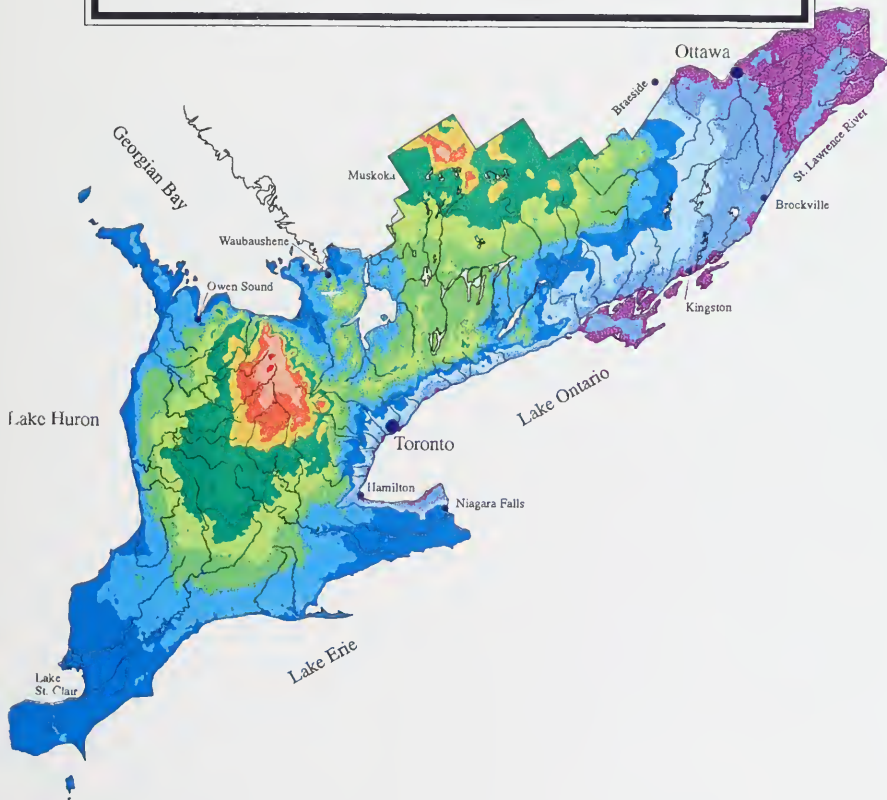 Ottawa
Braeside
St. Lawrence River
Georgian Bay
Muskoka
Brockville
Waubaushene
Owen Sound
Kingston
Lake Huron
Lake Ontario
Toronto
Hamilton
Niagara Falls
Lake Erie
Lake
St. Clair